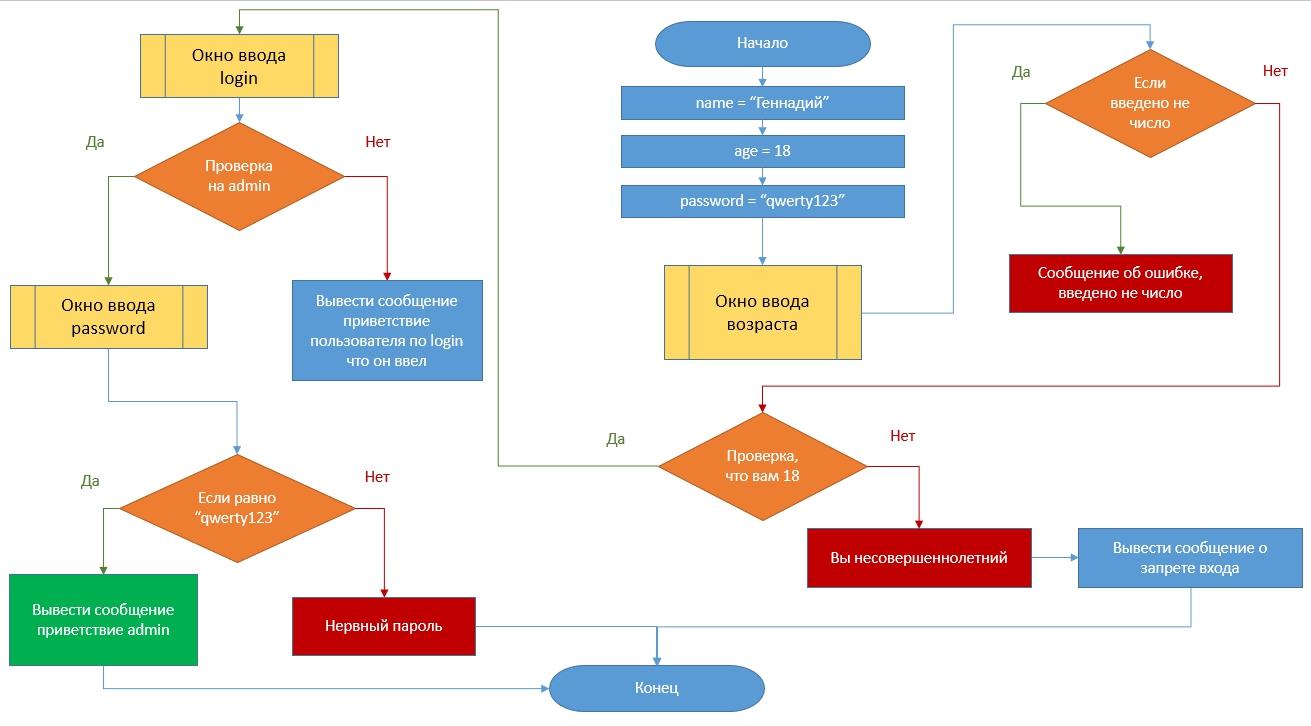 Начало
name = “Геннадий”
age = 18
password = “qwerty123”
Окно ввода
возраста
Если
введено не
число
Да
Нет
Сообщение об ошибке,
введено не число
Проверка,
что вам 18
Да
Нет
Вы несовершеннолетний
Вывести сообщение о
запрете входа
Окно ввода
login
Проверка
на admin
Да
Нет
Окно ввода
password
Вывести сообщение
приветствие
пользователя по login
что он ввел
Если равно
“qwerty123”
Да
Нет
Вывести сообщение
приветствие admin
Нервный пароль
Конец